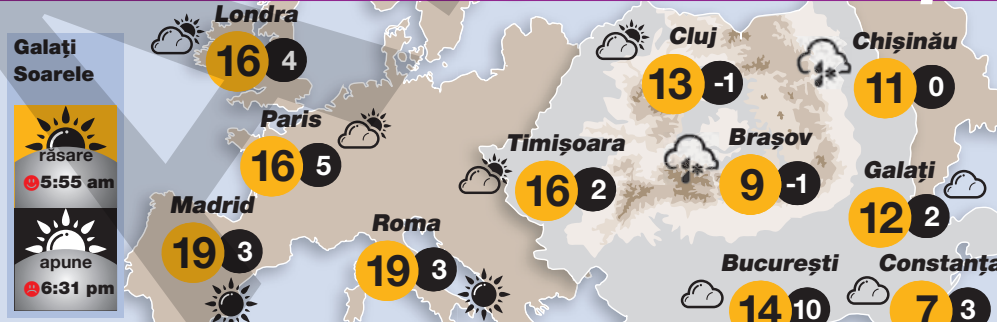 Galați
Soarele
răsare
5:55 am
apune
6:31 pm
Londra
16 4
Paris
16 5
Madrid
19 3
Roma
19 3
Timișoara
16 2
Cluj
13 -1
Brașov
9 -1
Chișinău
11 0
Galați
12 2
București
14 10
Constanța
7 3